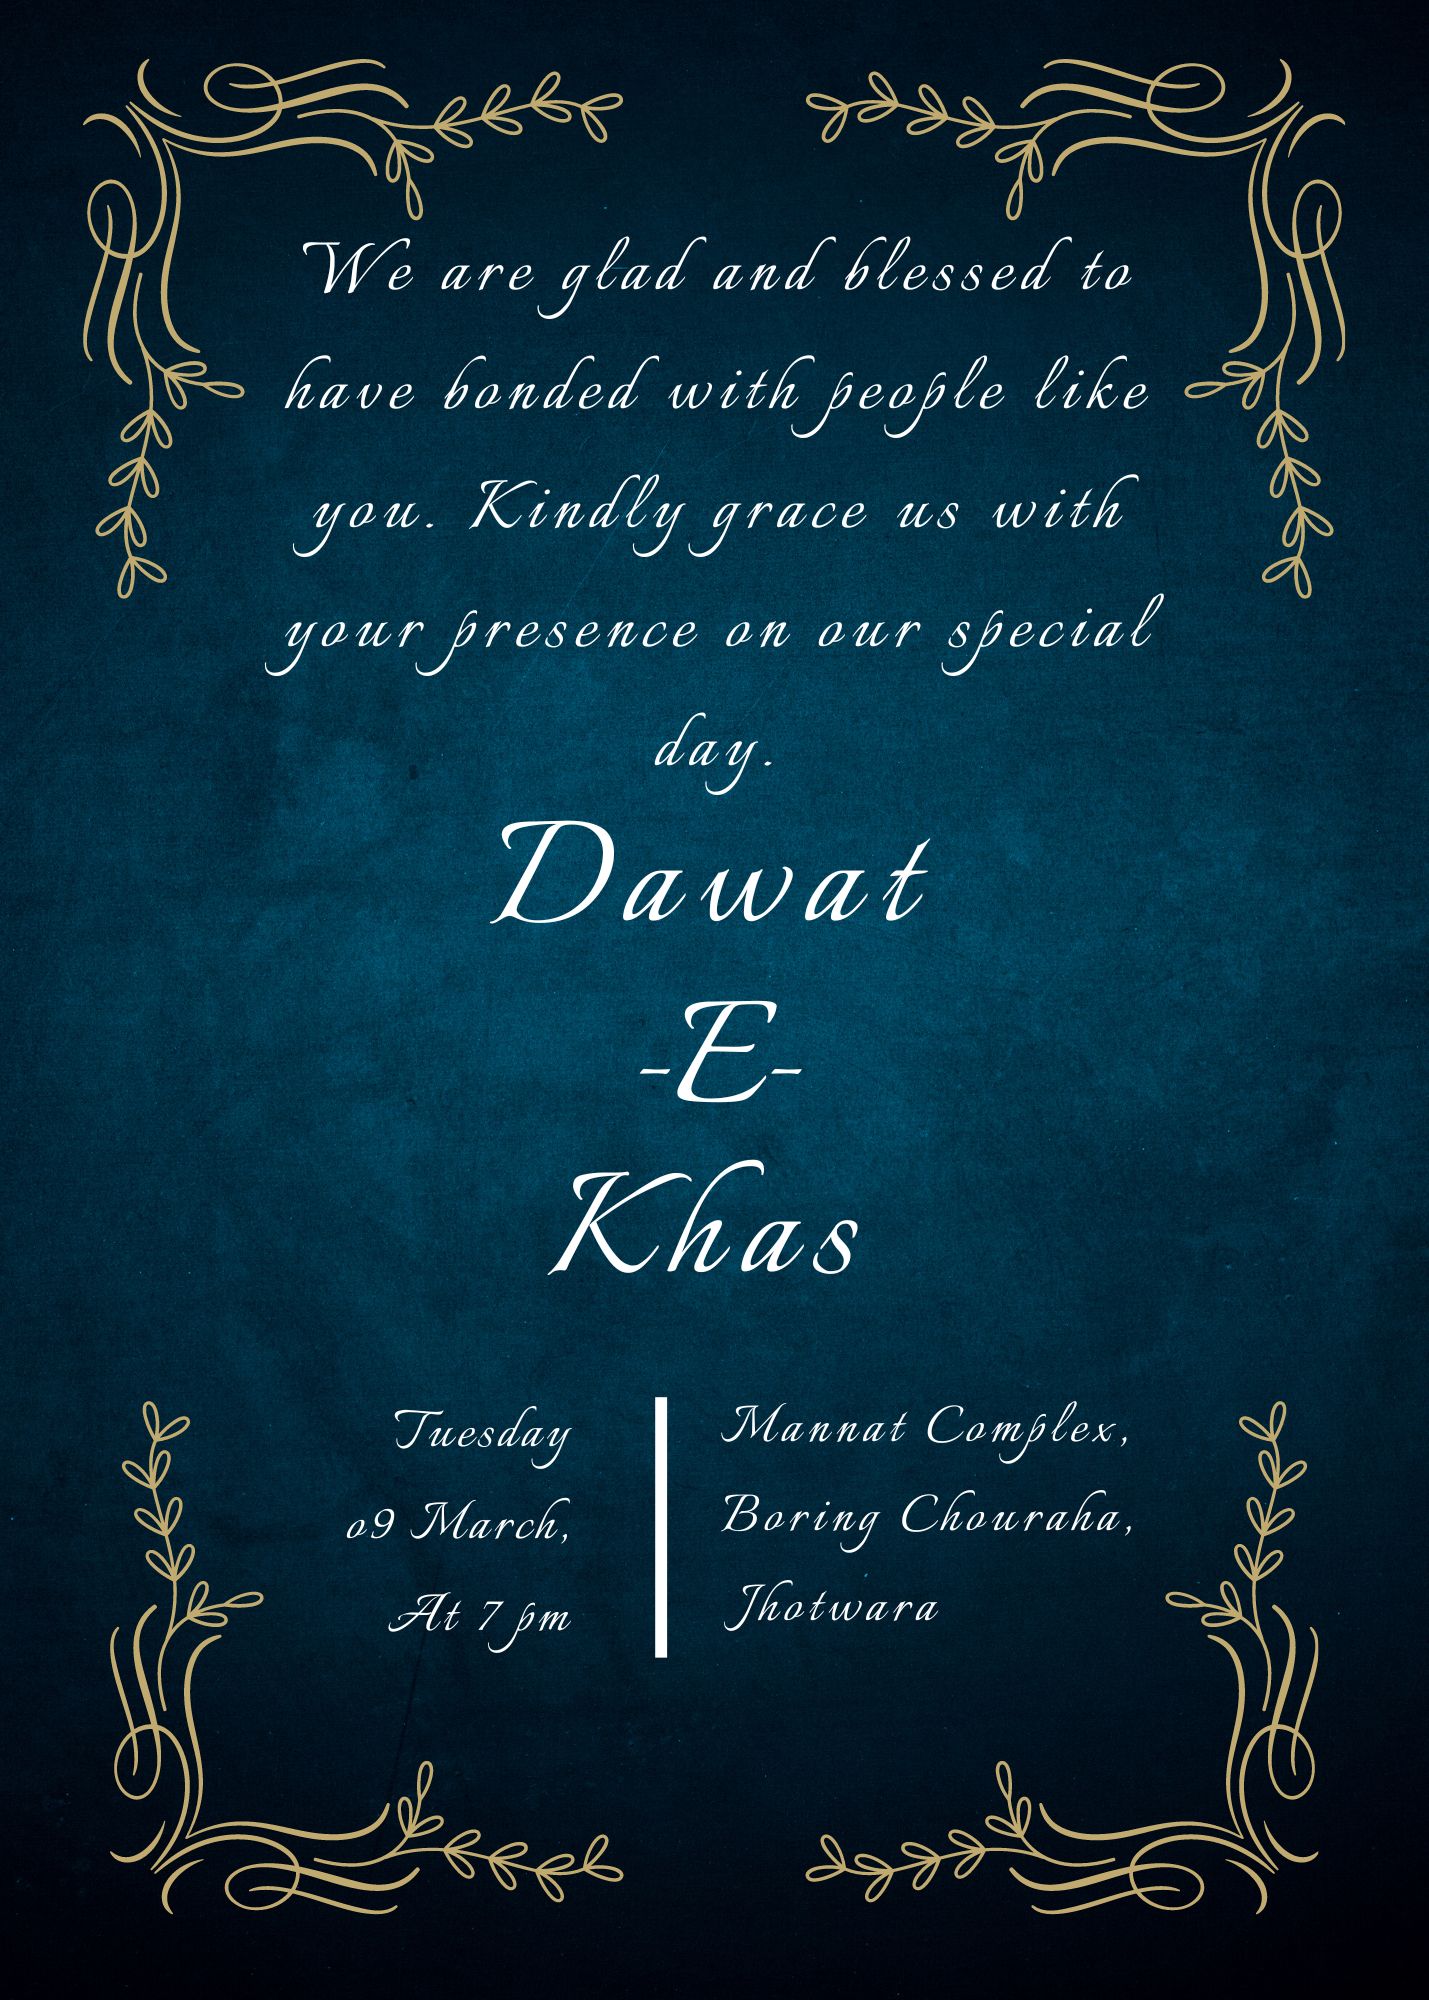 We are glad and blessed to
have bonded with people like
you. Kindly grace us with
your presence on our special
day.
Dawat
-E-
Khas
Tuesday
09 March,
At 7 pm
Mannat Complex,
Boring Chouraha,
Jhotwara